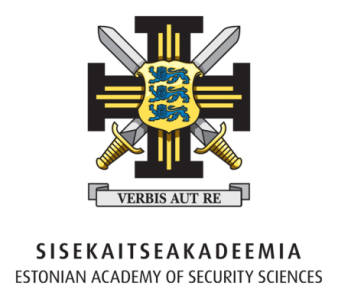 VERBIS AUT RE
SISEKAITSEAKADEEMIA
ESTONIAN ACADEMY OF SECURITY SCIENCES